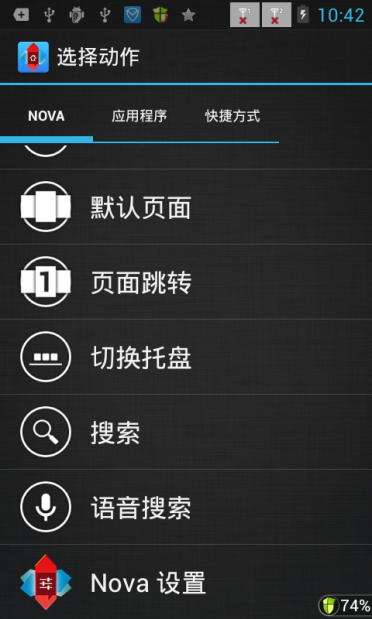 10:42
选择动作
NOVA 应用程序 快捷方式
默认页面
1 页面跳转
切换托盘
搜索
语音搜索
Nova 设置
74%